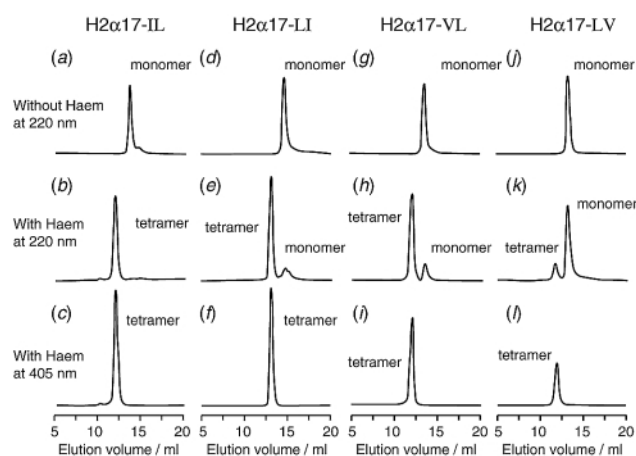 H2α17-IL H2α17-LI H2α17-VL H2α17-LV
(a) monomer (d) monomer (g) monomer (j) monomer
Without Haem
at 220 nm
(b) (e) (h) (k)
monomer
With Haem
at 220 nm
tetramer tetramer monomer tetramer monomer tetramer
(c) (f) (i) (l)
With Haem
at 405 nm
tetramer tetramer tetramer tetramer
5 10 15 20 5 10 15 20 5 10 15 20 5 10 15 20
Elution volume / ml Elution volume / ml Elution volume / ml Elution volume / ml